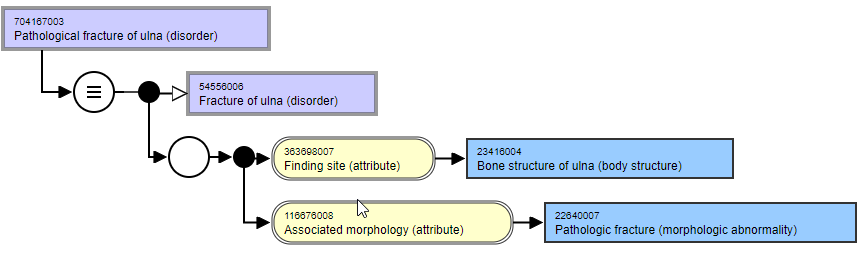 704167003
Pathological fracture of ulna (disorder)
54556006
Fracture of ulna (disorder)
363698007
Finding site (attribute)
23416004
Bone structure of ulna (body structure)
116676008
Associated morphology (attribute)
22640007
Pathologic fracture (morphologic abnormality)